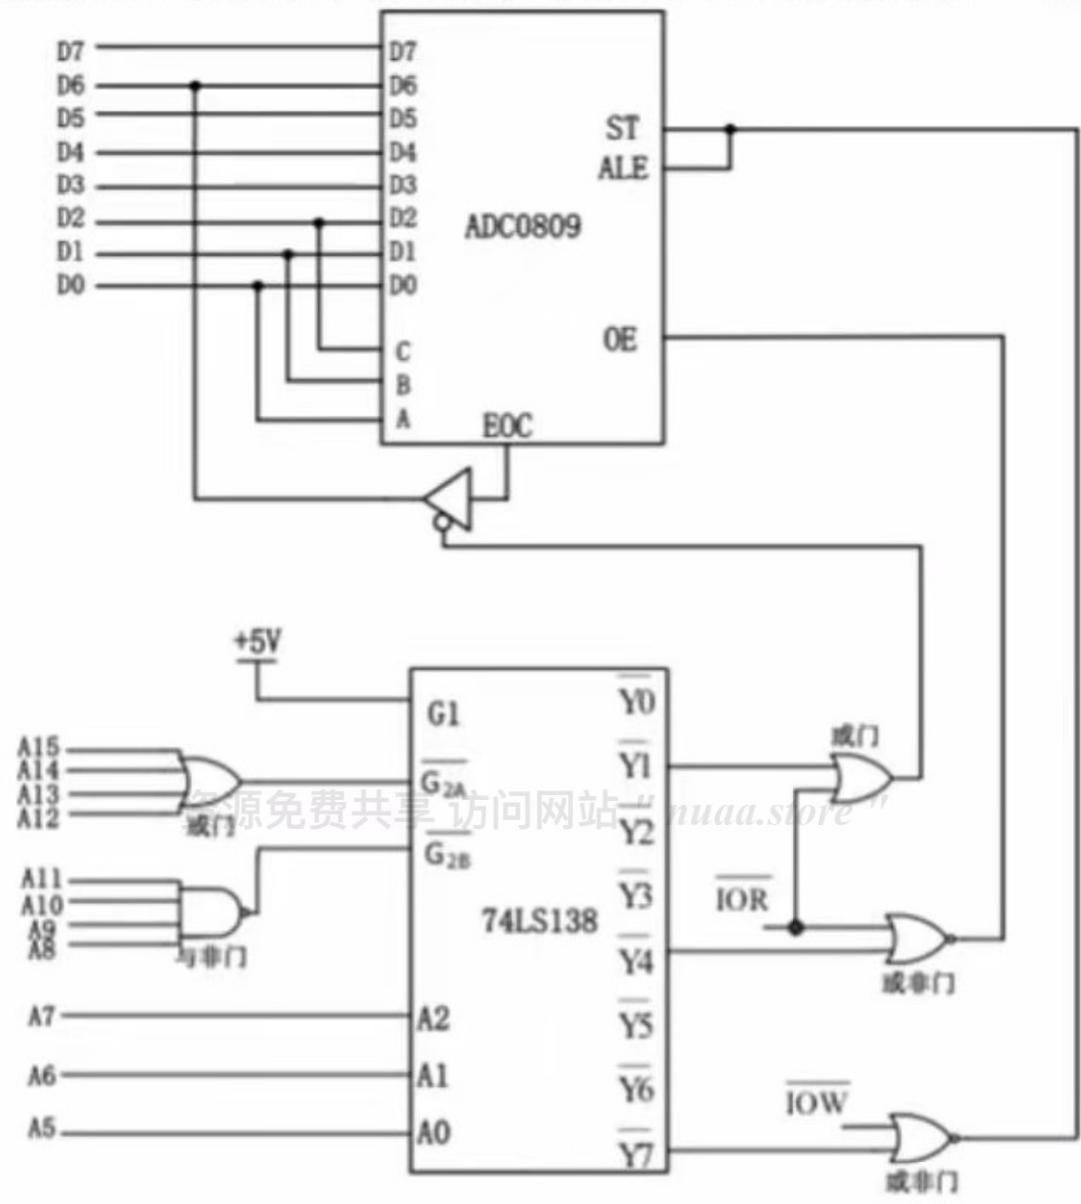 D7 D7
D6 D6
D5 D5
D4 D4
D3 D3
D2 D2
D1 D1
D0 D0
C
B
A
ST
ALE
ADC0809
OE
EOC
+5V
G1
A15
A14
A13
A12
或门
G2A
G2B
A11
A10
A9
A8
与非门
74LS138
A7 A2
A6 A1
A5 A0
Y0
Y1
Y2
Y3
Y4
Y5
Y6
Y7
或门
IOR
或非门
IOW
或非门
资源免费共享 访问网站 "nuaa.store"